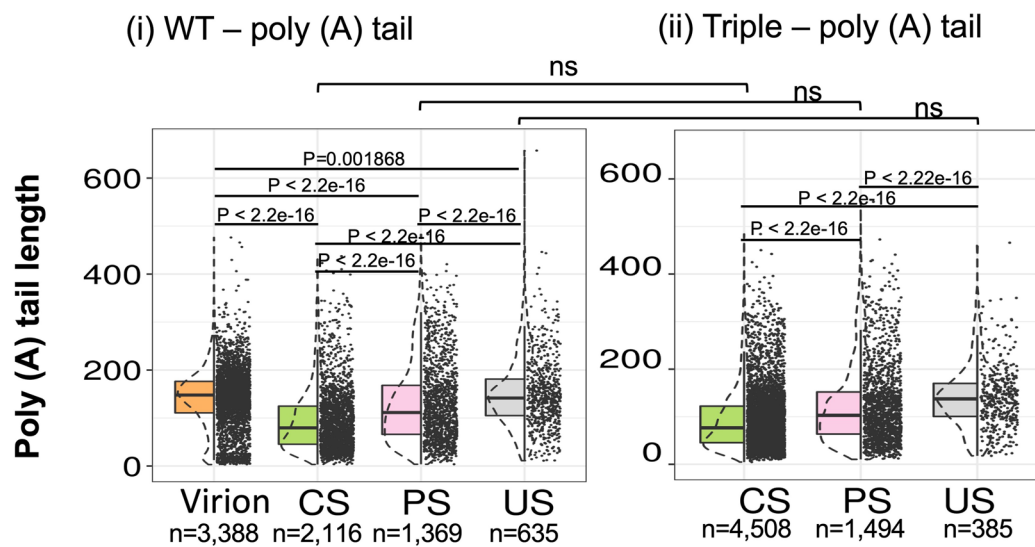 (i) WT – poly (A) tail
(ii) Triple – poly (A) tail
ns
ns
ns
Poly (A) tail length
600
400
200
0
P=0.001868
P < 2.2e-16
P < 2.2e-16
P < 2.2e-16
P < 2.2e-16
P < 2.2e-16
Virion
CS
PS
US
n=3,388
n=2,116
n=1,369
n=635
600
400
200
0
P < 2.22e-16
P < 2.2e-16
P < 2.2e-16
CS
PS
US
n=4,508
n=1,494
n=385